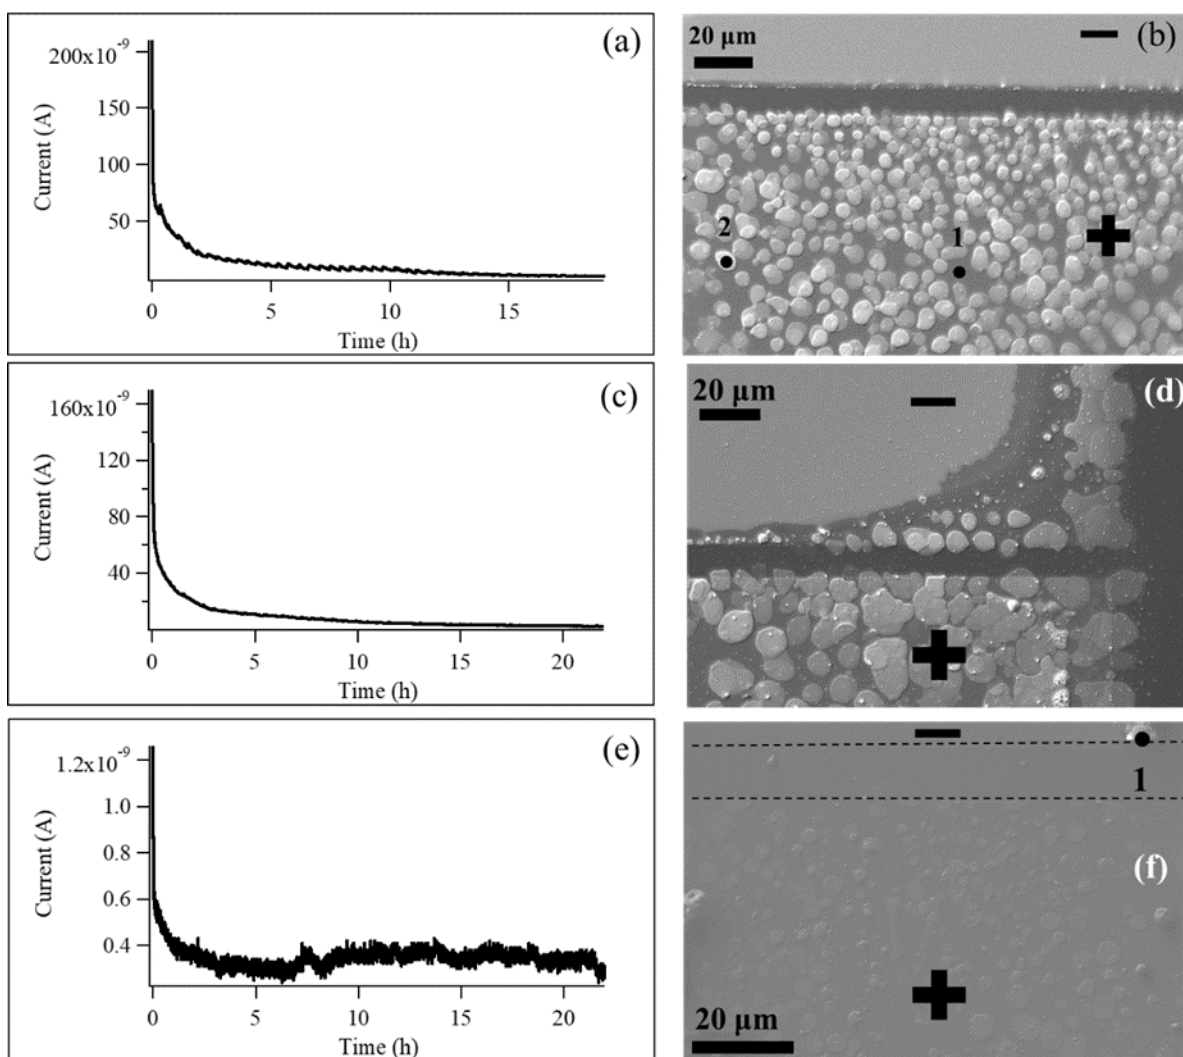 (a)
200x10⁻⁹
150
100
50
Current (A)
0
5
10
15
Time (h)
20 µm
(b)
2
1
(c)
160x10⁻⁹
120
80
40
Current (A)
0
5
10
15
20
Time (h)
20 µm
(d)
(e)
1.2x10⁻⁹
1.0
0.8
0.6
0.4
Current (A)
0
5
10
15
20
Time (h)
1
(f)
20 µm